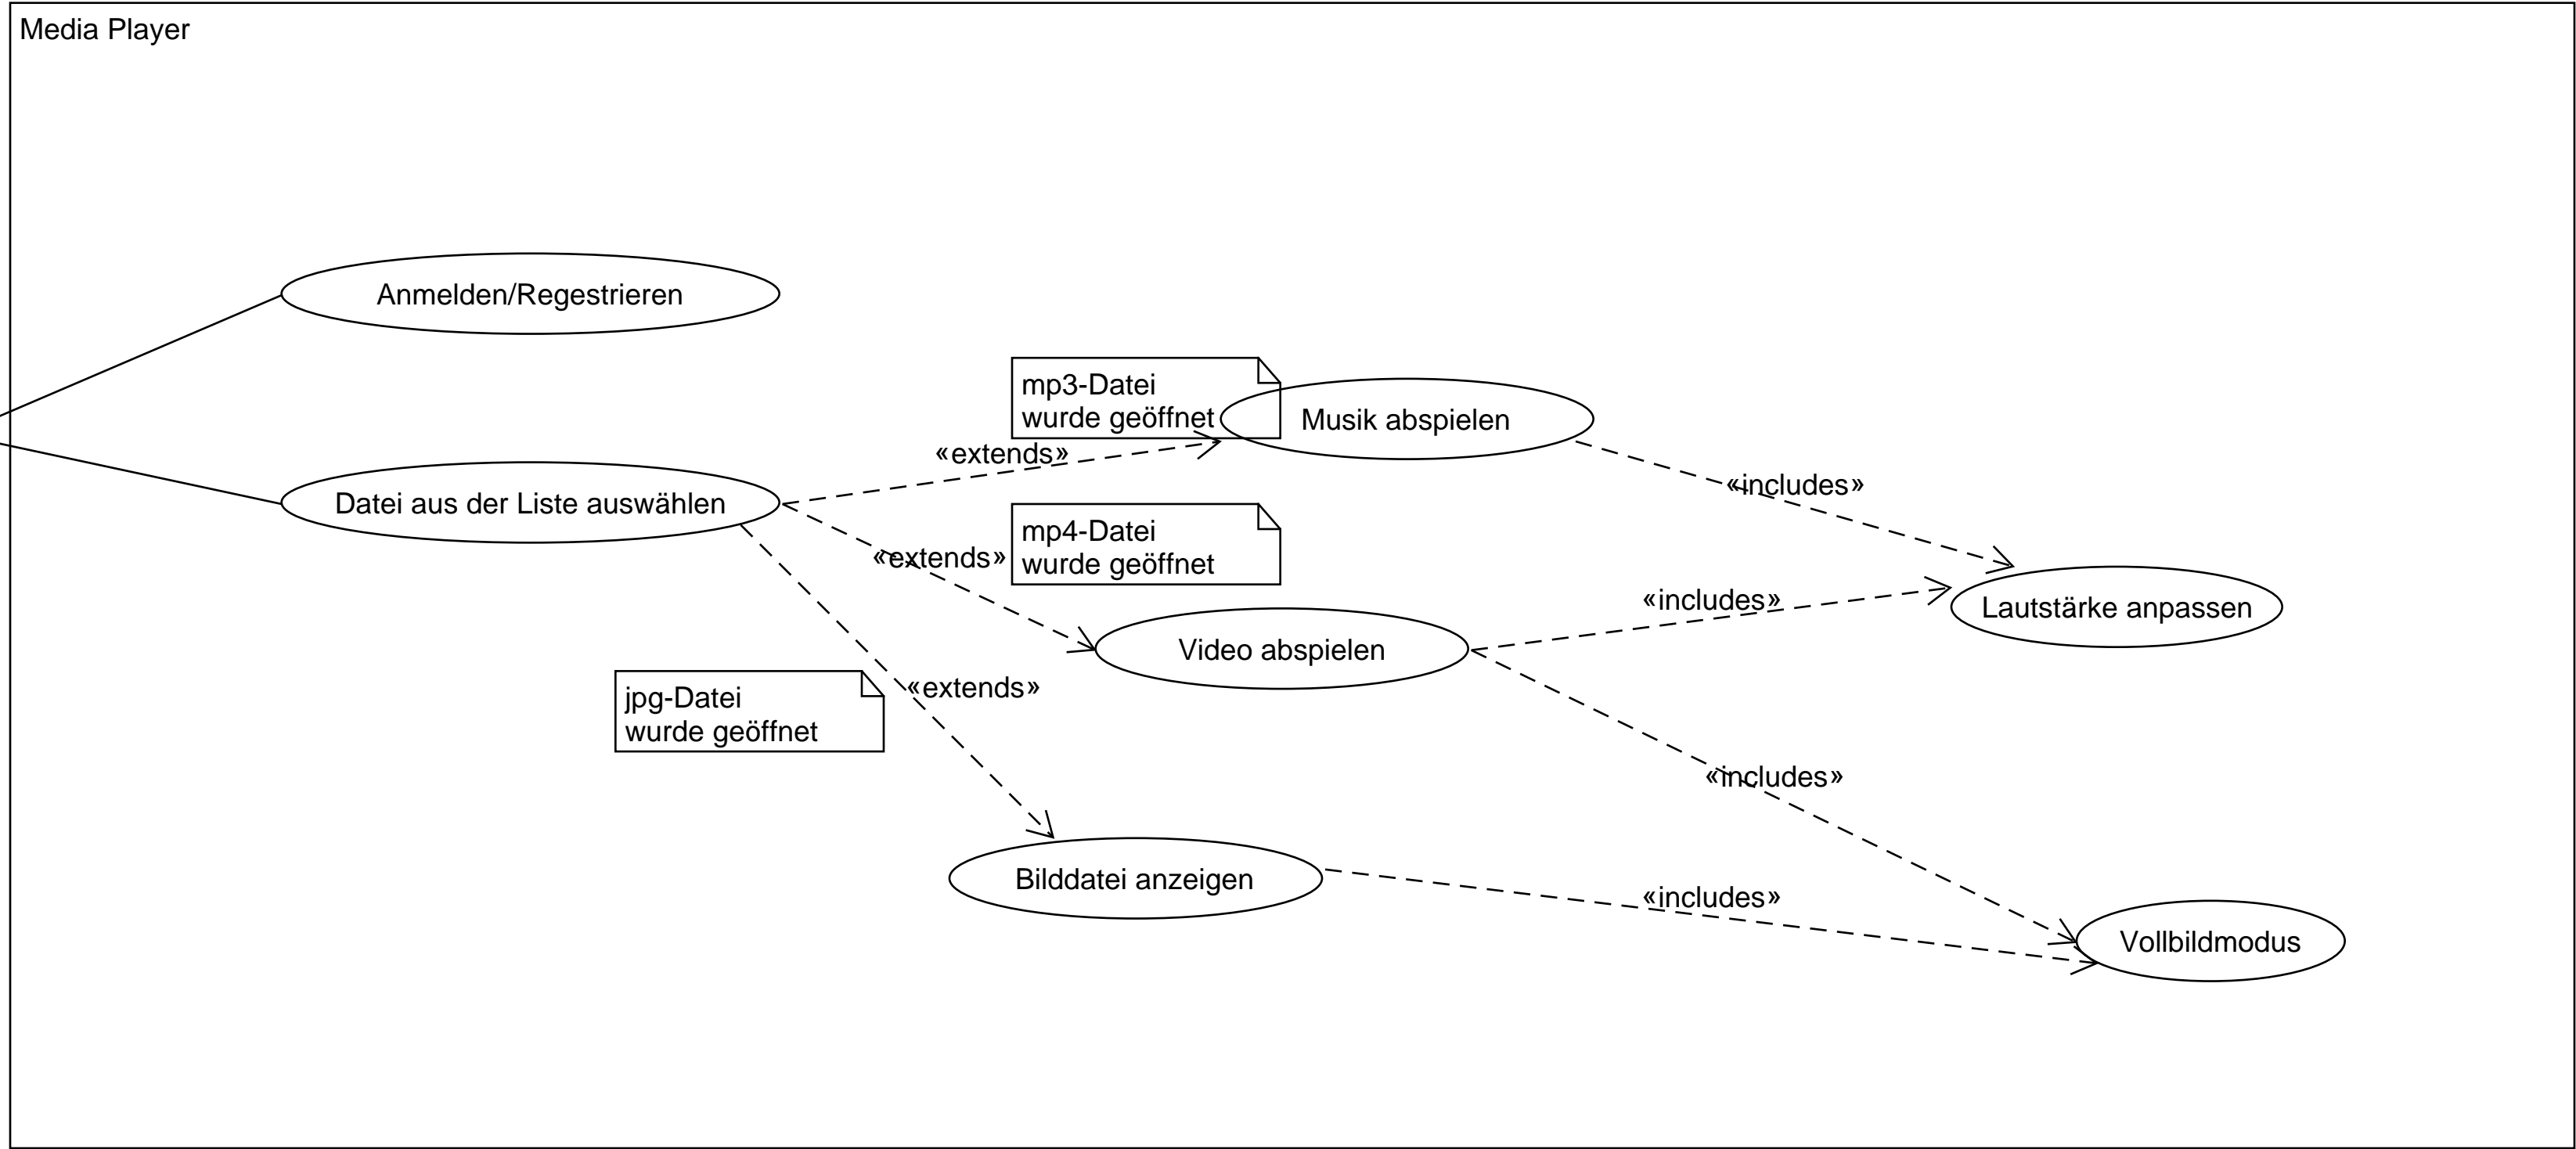 Media Player
Anmelden/Regestrieren
mp3-Datei
wurde geöffnet
Musik abspielen
«extends»
«includes»
Datei aus der Liste auswählen
mp4-Datei
wurde geöffnet
«extends»
«includes»
Lautstärke anpassen
Video abspielen
jpg-Datei
wurde geöffnet
«extends»
«includes»
Bilddatei anzeigen
«includes»
Vollbildmodus